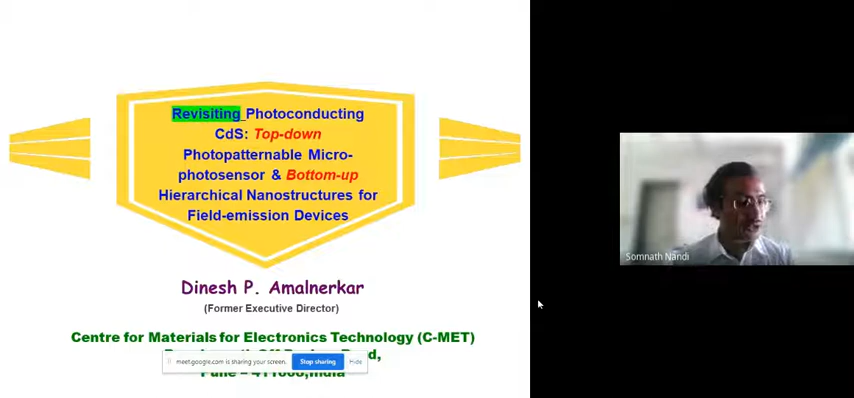 Revisiting Photoconducting
CdS: Top-down
Photopatternable Micro-
photosensor & Bottom-up
Hierarchical Nanostructures for
Field-emission Devices
Dinesh P. Amalnerkar
(Former Executive Director)
Centre for Materials for Electronics Technology (C-MET)
meet.google.com is sharing your screen.
Stop sharing
Hide
Somnath Nandi